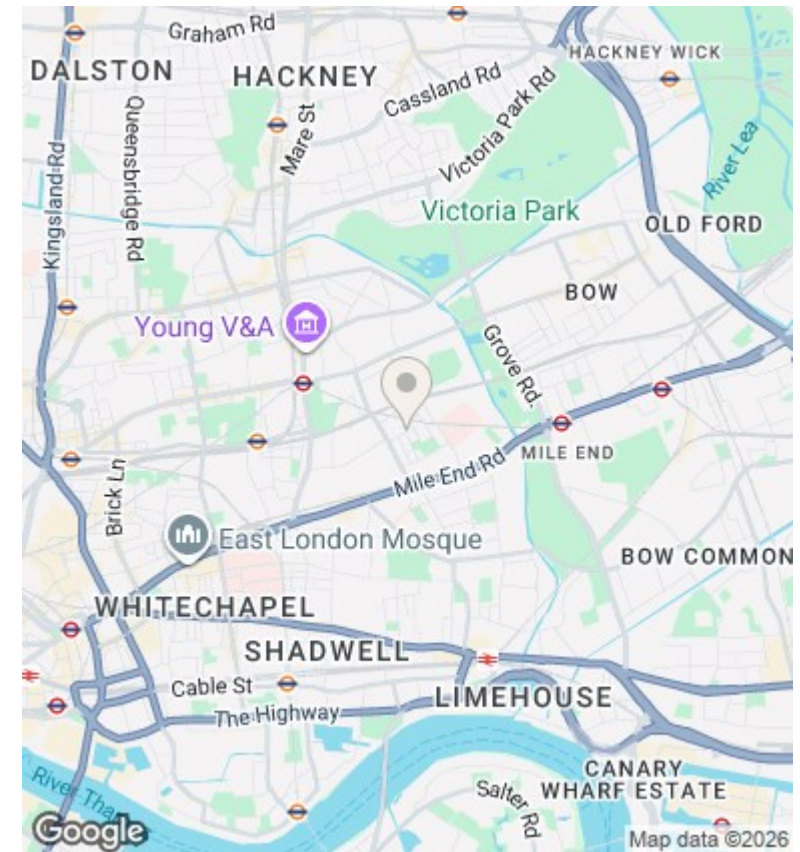 Graham Rd
HACKNEY WICK
DALSTON
HACKNEY
Cassland Rd
Queensbridge Rd
Mare St
Victoria Park Rd
Kingsland Rd
River Lea
Victoria Park
OLD FORD
BOW
Young V&A
Grove Rd.
MILE END
Mile End Rd
Brick Ln
East London Mosque
BOW COMMON
WHITECHAPEL
SHADWELL
Cable St
LIMEHOUSE
The Highway
CANARY
WHARF ESTATE
River Tha
Salter Rd
Google
Map data ©2026